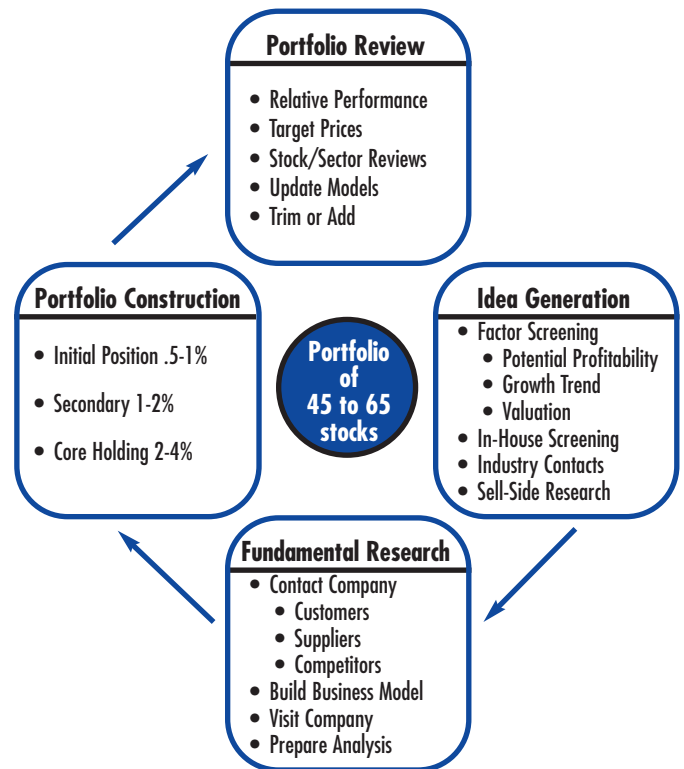 Portfolio Review
• Relative Performance
• Target Prices
• Stock/Sector Reviews
• Update Models
• Trim or Add
Portfolio Construction
• Initial Position .5-1%
• Secondary 1-2%
• Core Holding 2-4%
Portfolio
of
45 to 65
stocks
Idea Generation
• Factor Screening
• Potential Profitability
• Growth Trend
• Valuation
• In-House Screening
• Industry Contacts
• Sell-Side Research
Fundamental Research
• Contact Company
• Customers
• Suppliers
• Competitors
• Build Business Model
• Visit Company
• Prepare Analysis